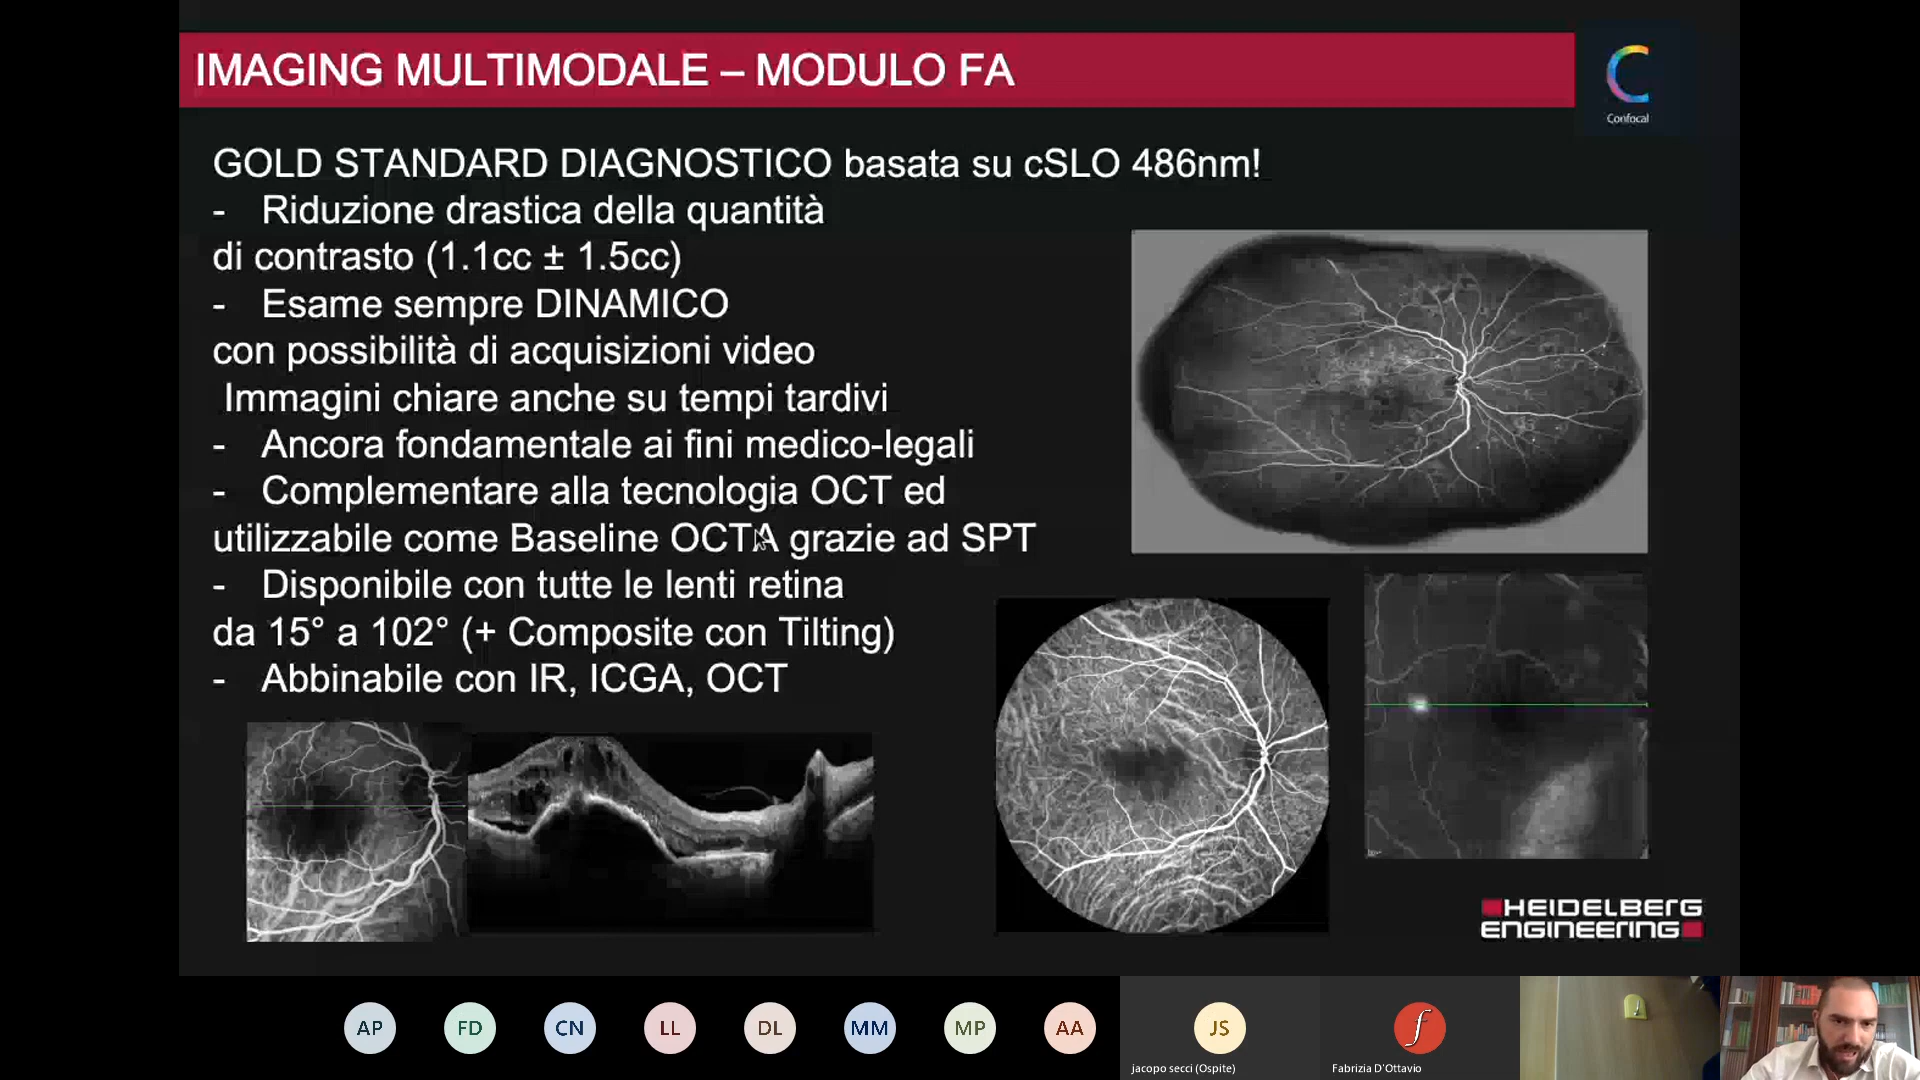 IMAGING MULTIMODALE – MODULO FA
Confocal
GOLD STANDARD DIAGNOSTICO basata su cSLO 486nm!
- Riduzione drastica della quantità
di contrasto (1.1cc ± 1.5cc)
- Esame sempre DINAMICO
con possibilità di acquisizioni video
Immagini chiare anche su tempi tardivi
- Ancora fondamentale ai fini medico-legali
- Complementare alla tecnologia OCT ed
utilizzabile come Baseline OCTA grazie ad SPT
- Disponibile con tutte le lenti retina
da 15° a 102° (+ Composite con Tilting)
- Abbinabile con IR, ICGA, OCT
HEIDELBERG
ENGINEERING
AP FD CN LL DL MM MP AA JS f
jacopo secci (Ospite)
Fabrizia D'Ottavio